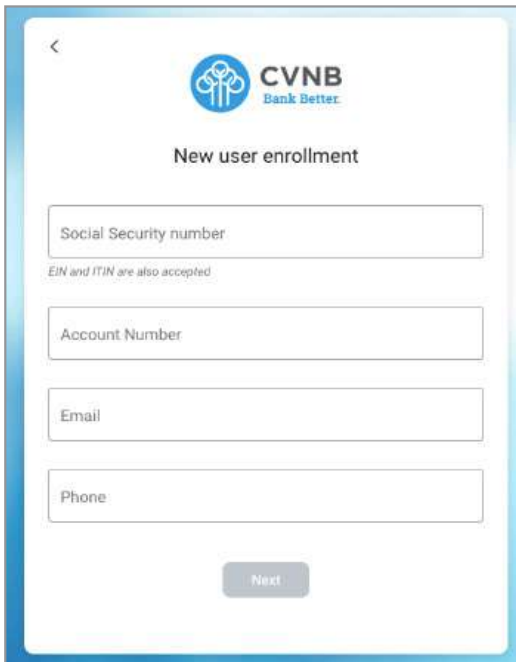 CVNB
Bank Better.
New user enrollment
Social Security number
EIN and ITIN are also accepted
Account Number
Email
Phone
Next